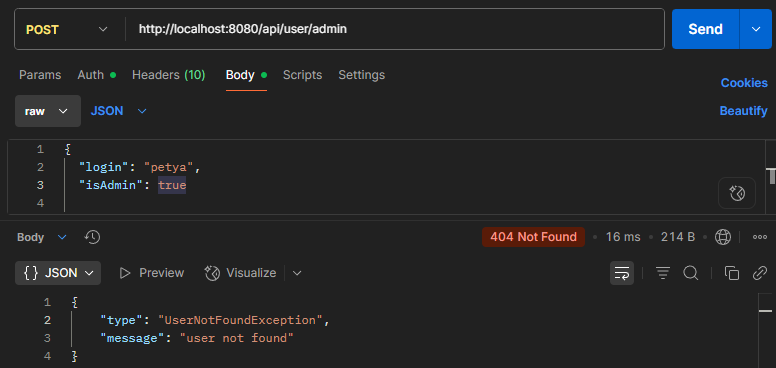 POST http://localhost:8080/api/user/admin Send
Params Auth Headers (10) Body Scripts Settings Cookies
raw JSON Beautify
1 {
2 "login": "petya",
3 "isAdmin": true
4
Body 404 Not Found • 16 ms • 214 B
{} JSON Preview Visualize
1 {
2 "type": "UserNotFoundException",
3 "message": "user not found"
4 }